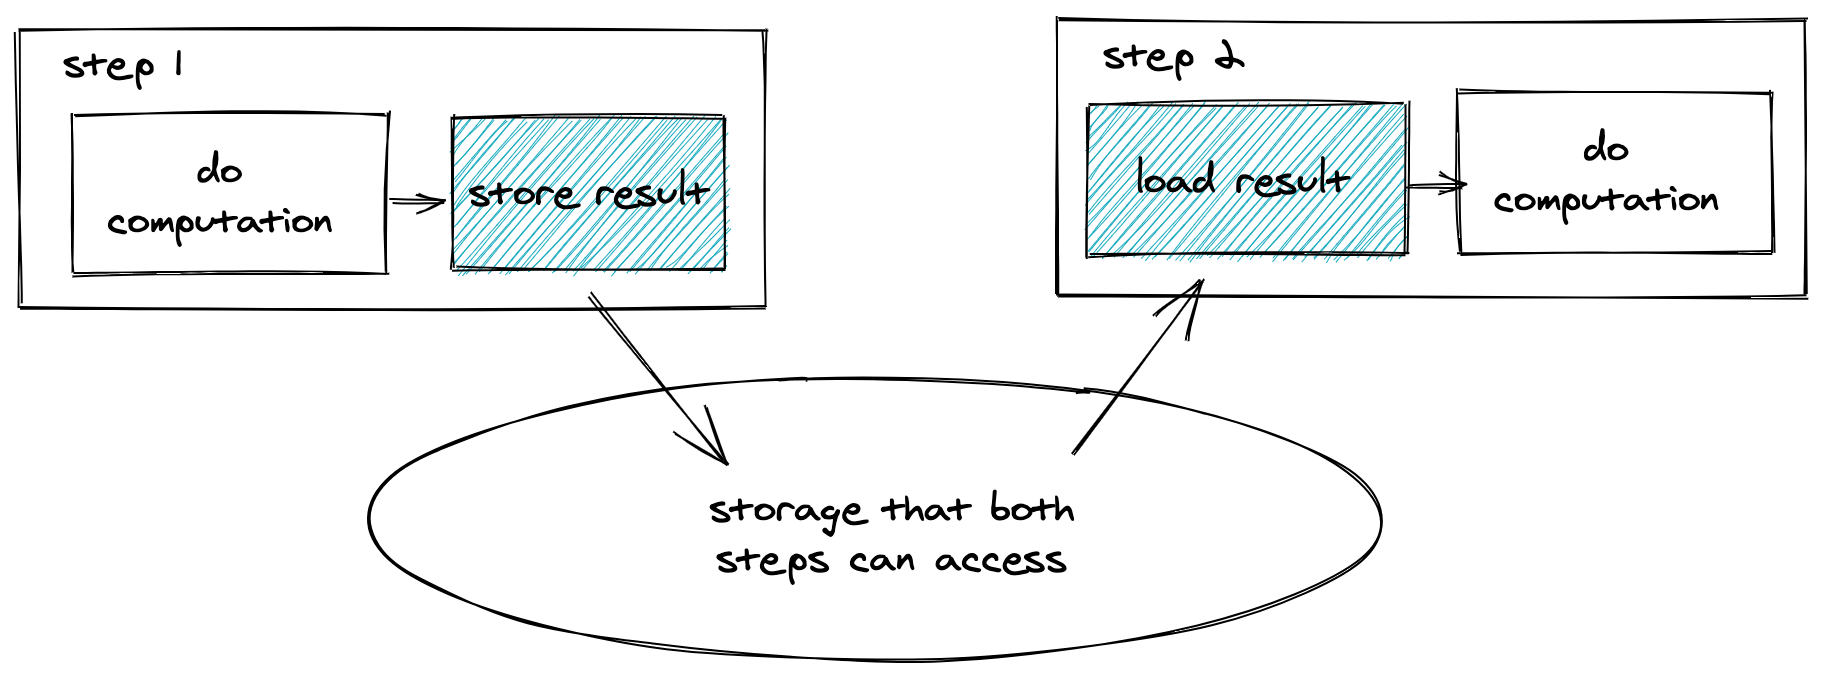 step 1
do
computation
store result
step 2
load result
do
computation
storage that both
steps can access